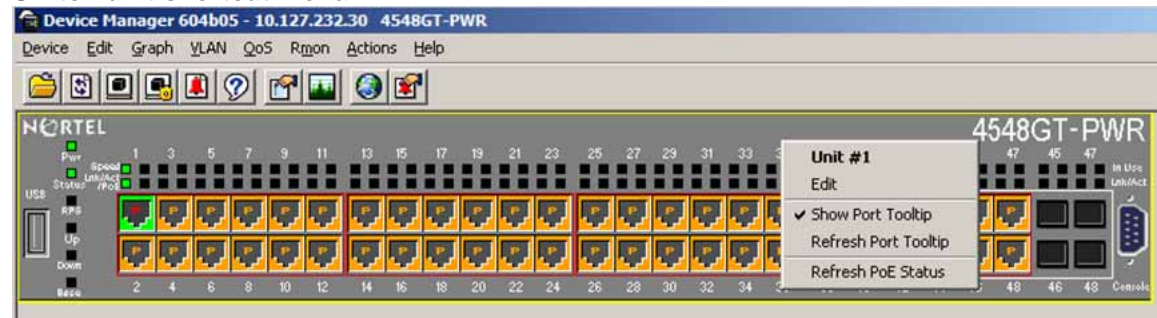 Device Manager 604b05 - 10.127.232.30 4548GT-PWR
Device Edit Graph VLAN QoS Rmon Actions Help
NORTEL
4548GT-PWR
Pwr
1 3 5 7 9 11 13 15 17 19 21 23 25 27 29 31 33 47 45 47
Speed
In Use
Status
Lnk/Act
/PoE
Lnk/Act
USB
RPS
Up
Down
Base
2 4 6 8 10 12 14 16 18 20 22 24 26 28 30 32 34 48 46 48 Console
Unit #1
Edit
Show Port Tooltip
Refresh Port Tooltip
Refresh PoE Status